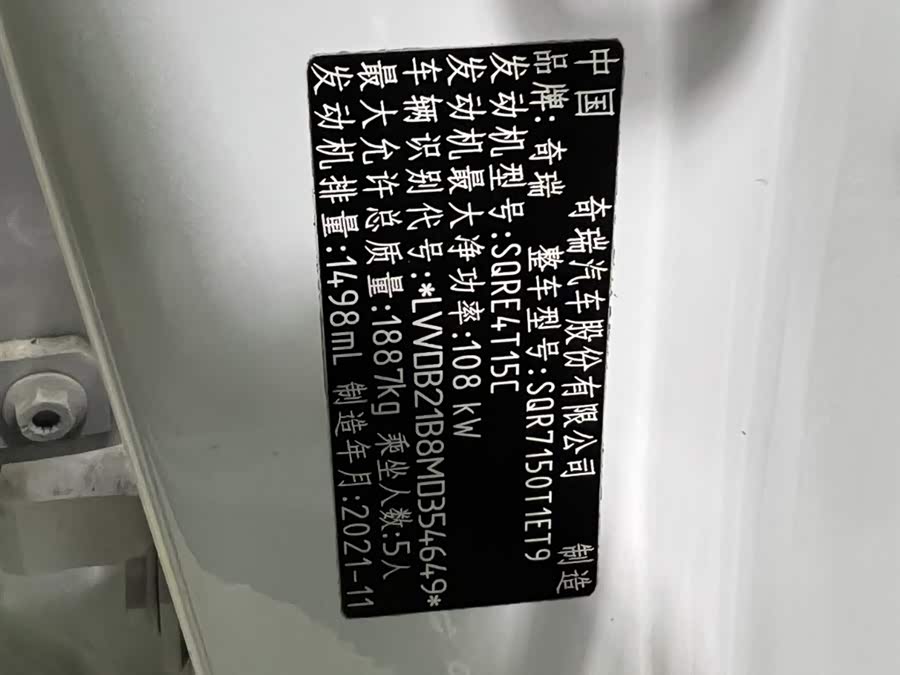 中国 奇瑞汽车股份有限公司 制造
品牌: 奇瑞 整车型号:SQR7150T1ET9
发动机型号:SQRE4T15C
发动机最大净功率:108 kW
车辆识别代号:*LVVDB21B8MD354649*
最大允许总质量:1887kg 乘坐人数:5人
发动机排量:1498mL 制造年月:2021-11